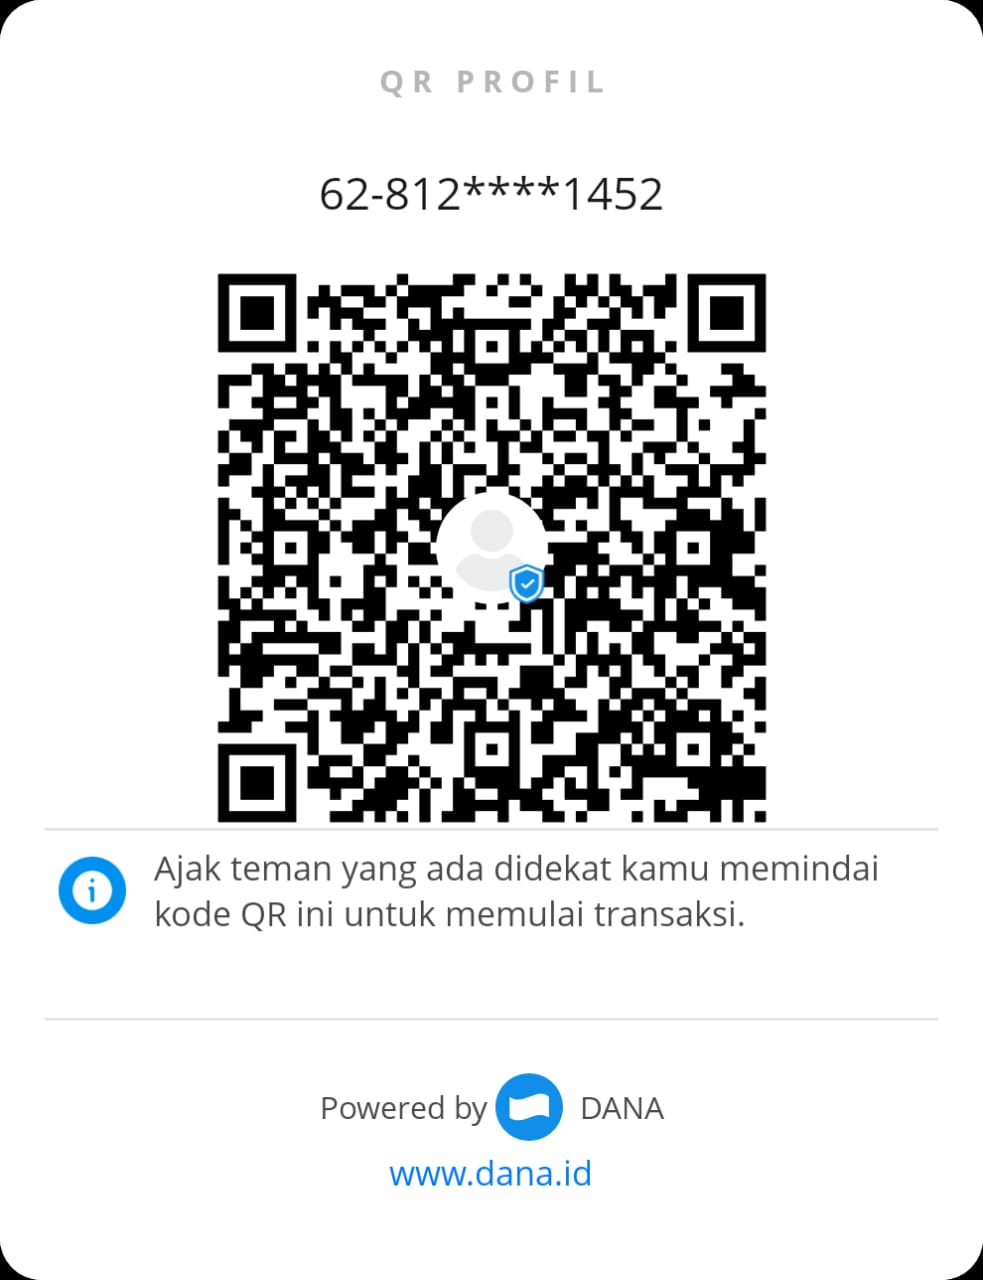 QR PROFIL
62-812****1452
Ajak teman yang ada didekat kamu memindai
kode QR ini untuk memulai transaksi.
Powered by DANA
www.dana.id